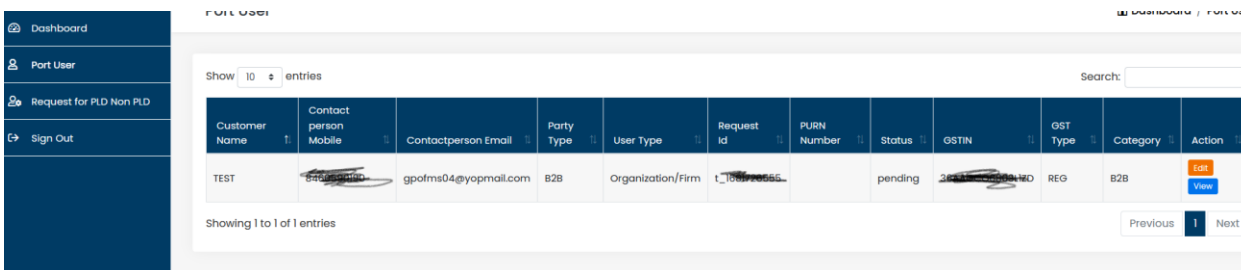 Port User
Dashboard / Port Us
Dashboard
Port User
Request for PLD Non PLD
Sign Out
Show 10 entries
Search:
Customer Name Contact person Mobile Contactperson Email Party Type User Type Request Id PURN Number Status GSTIN GST Type Category Action
TEST gpofms04@yopmail.com B2B Organization/Firm pending REG B2B Edit
View
Showing 1 to 1 of 1 entries
Previous 1 Next